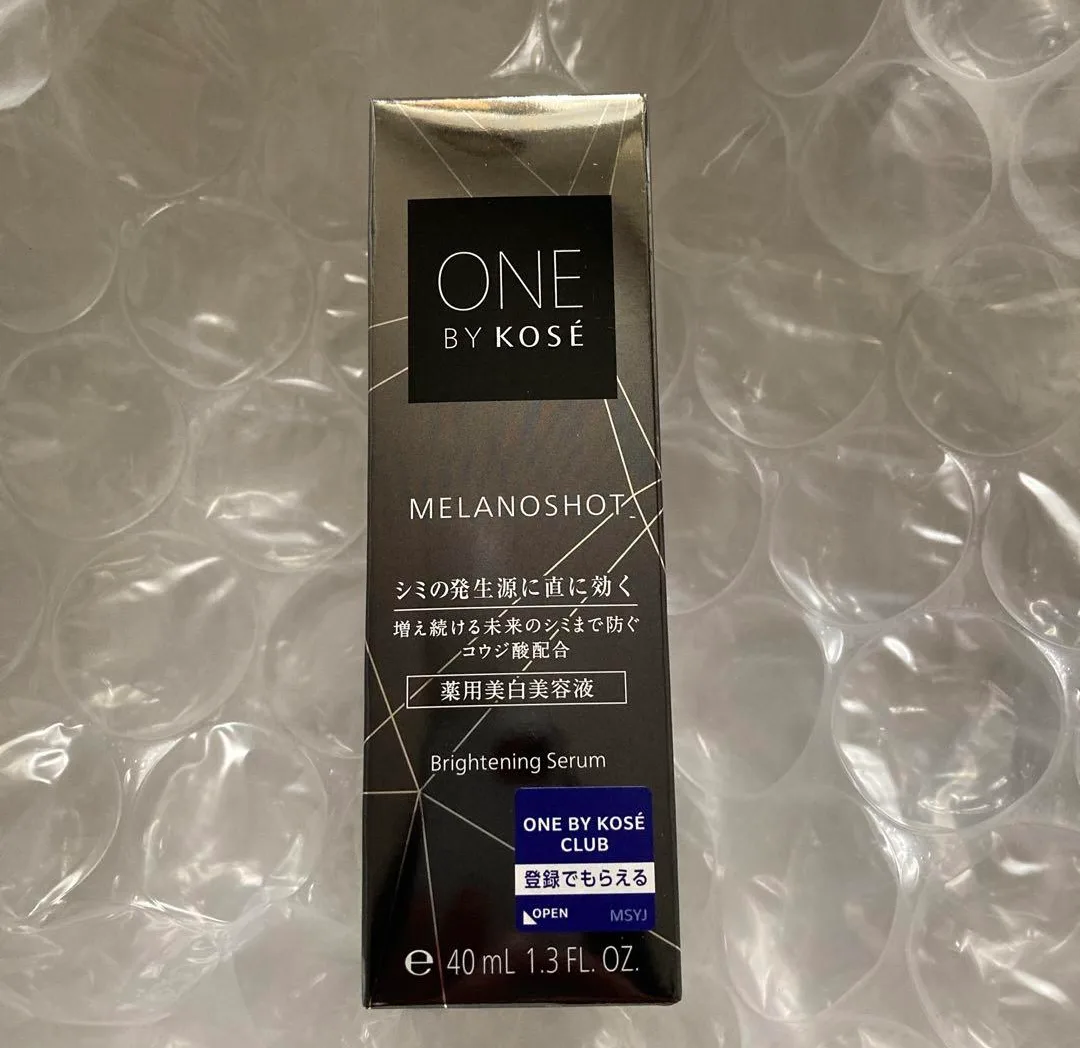 ONE
BY KOSÉ
MELANOSHOT
シミの発生源に直に効く
増え続ける未来のシミまで防ぐ
コウジ酸配合
薬用美白美容液
Brightening Serum
ONE BY KOSÉ
CLUB
登録でもらえる
OPEN MSYJ
℮ 40 mL 1.3 FL. OZ.